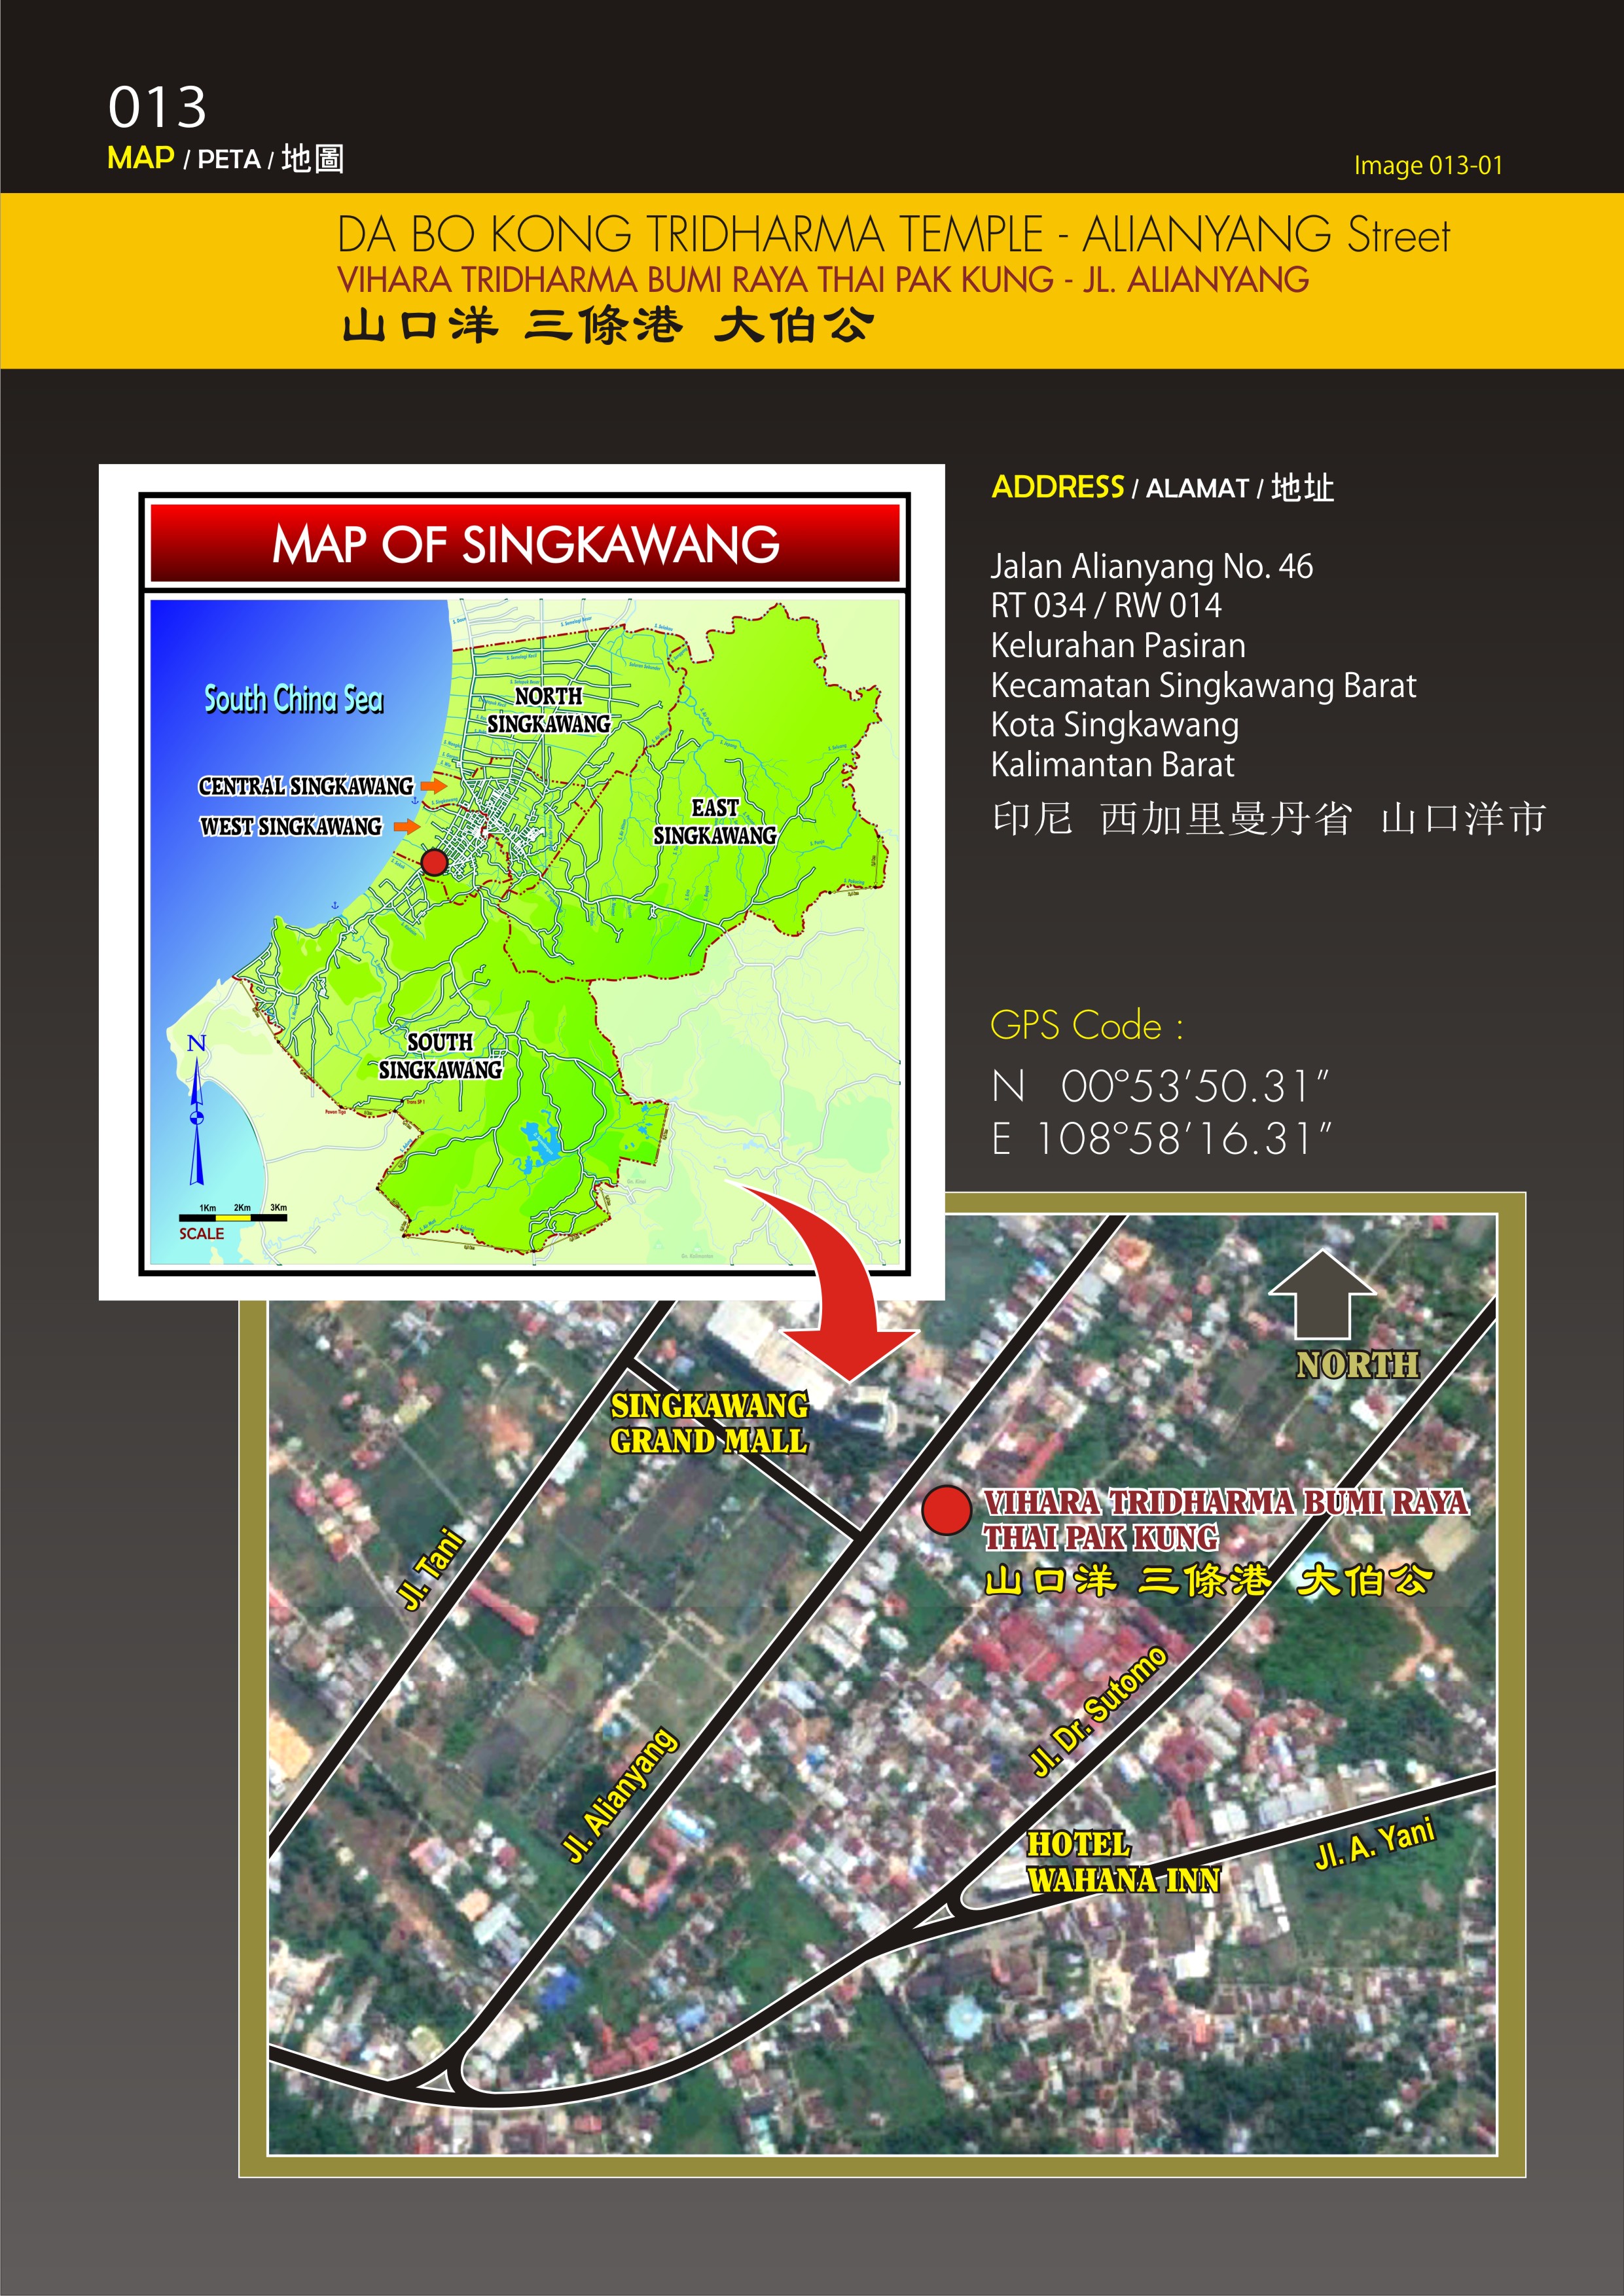 013
MAP / PETA / 地圖
Image 013-01
DA BO KONG TRIDHARMA TEMPLE - ALIANYANG Street
VIHARA TRIDHARMA BUMI RAYA THAI PAK KUNG - JL. ALIANYANG
山口洋 三條港 大伯公
MAP OF SINGKAWANG
South China Sea
NORTH
SINGKAWANG
CENTRAL SINGKAWANG
WEST SINGKAWANG
EAST
SINGKAWANG
SOUTH
SINGKAWANG
N
1Km 2Km 3Km
SCALE
ADDRESS / ALAMAT / 地址
Jalan Alianyang No. 46
RT 034 / RW 014
Kelurahan Pasiran
Kecamatan Singkawang Barat
Kota Singkawang
Kalimantan Barat
印尼 西加里曼丹省 山口洋市
GPS Code :
N 00°53'50.31"
E 108°58'16.31"
NORTH
SINGKAWANG
GRAND MALL
VIHARA TRIDHARMA BUMI RAYA
THAI PAK KUNG
山口洋 三條港 大伯公
Jl. Tani
Jl. Alianyang
Jl. Dr. Sutomo
HOTEL
WAHANA INN
Jl. A. Yani